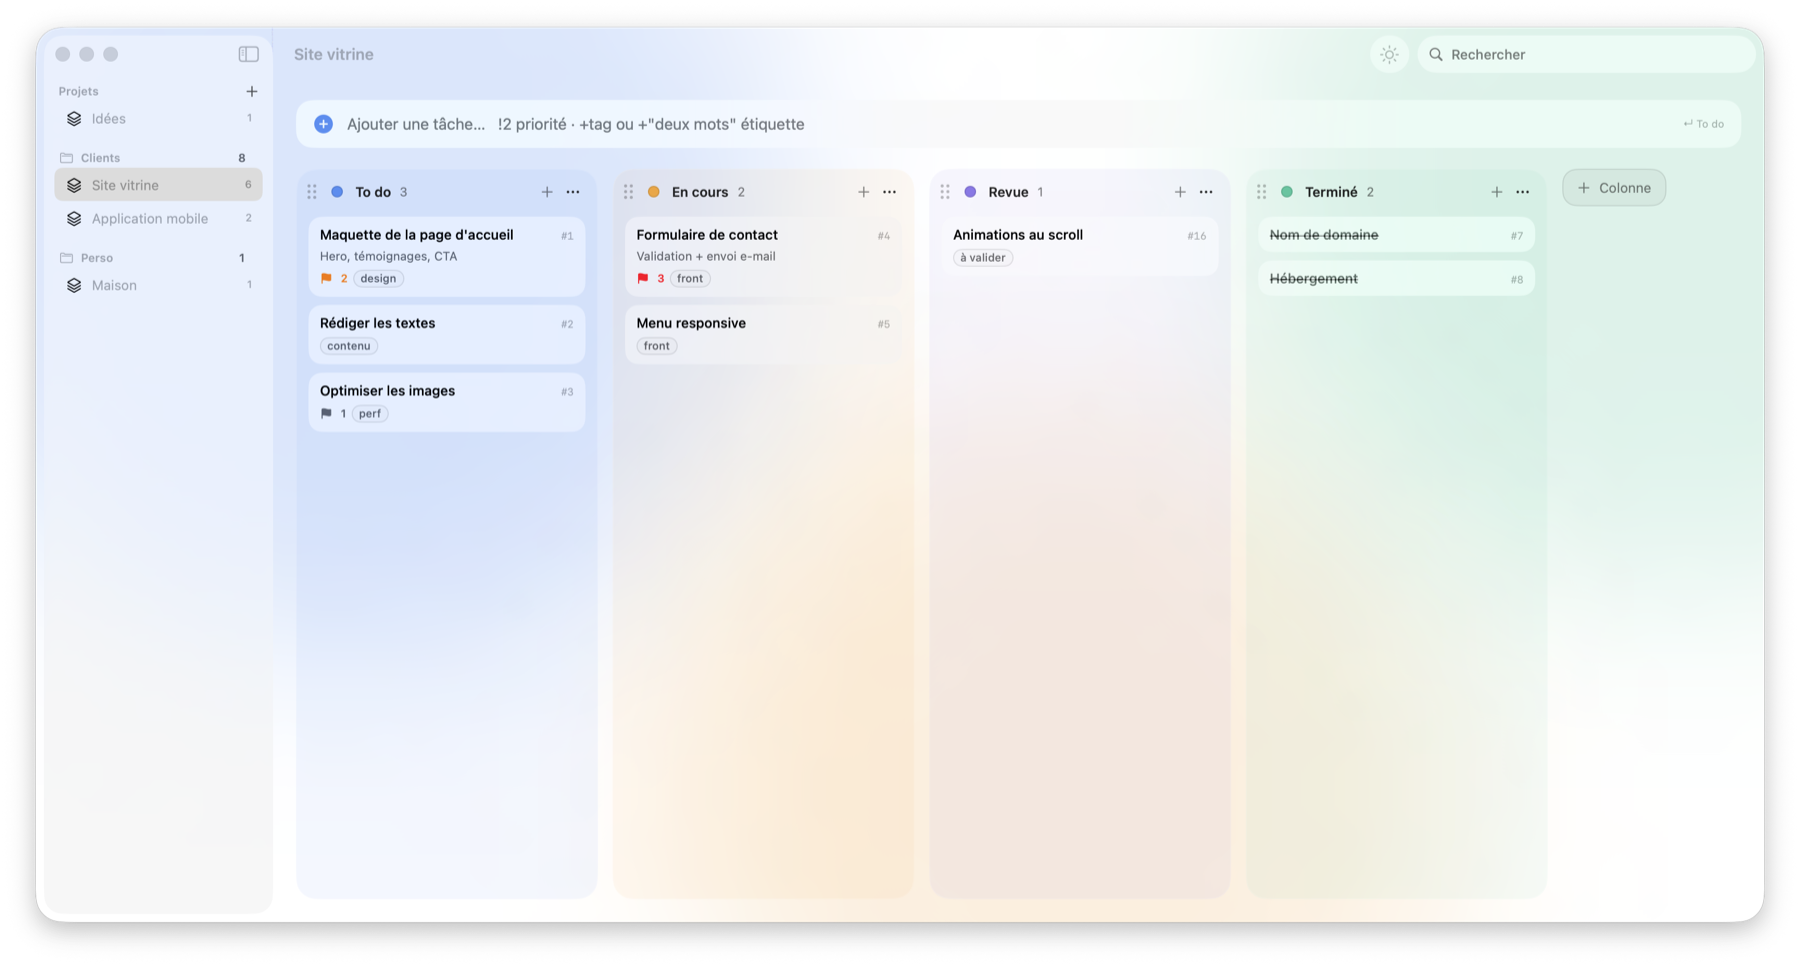 Projets
Idées 1
Clients 8
Site vitrine 6
Application mobile 2
Perso 1
Maison 1
Site vitrine
Rechercher
Ajouter une tâche... !2 priorité · +tag ou +"deux mots" étiquette
↵ To do
To do 3
Maquette de la page d'accueil #1
Hero, témoignages, CTA
2 design
Rédiger les textes #2
contenu
Optimiser les images #3
1 perf
En cours 2
Formulaire de contact #4
Validation + envoi e-mail
3 front
Menu responsive #5
front
Revue 1
Animations au scroll #16
à valider
Terminé 2
Nom de domaine #7
Hébergement #8
+ Colonne